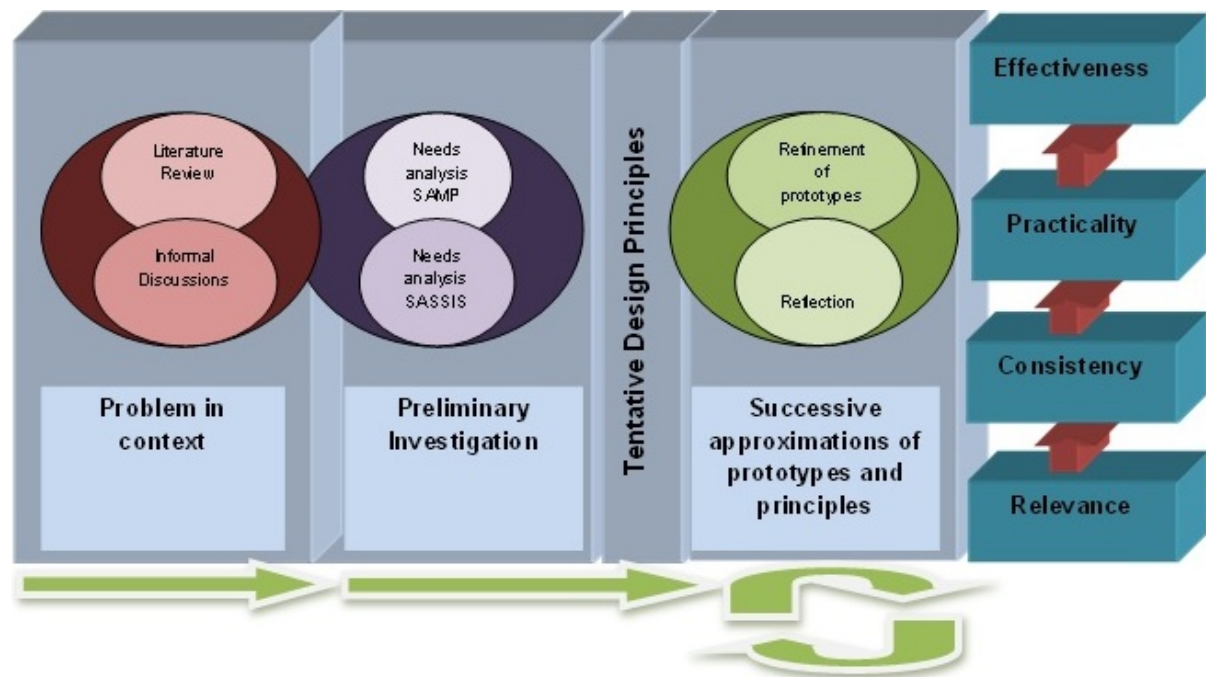 Literature
Review
Informal
Discussions
Problem in
context
Needs
analysis
SAMP
Needs
analysis
SASSIS
Preliminary
Investigation
Tentative Design Principles
Refinement
of
prototypes
Reflection
Successive
approximations of
prototypes and
principles
Effectiveness
Practicality
Consistency
Relevance